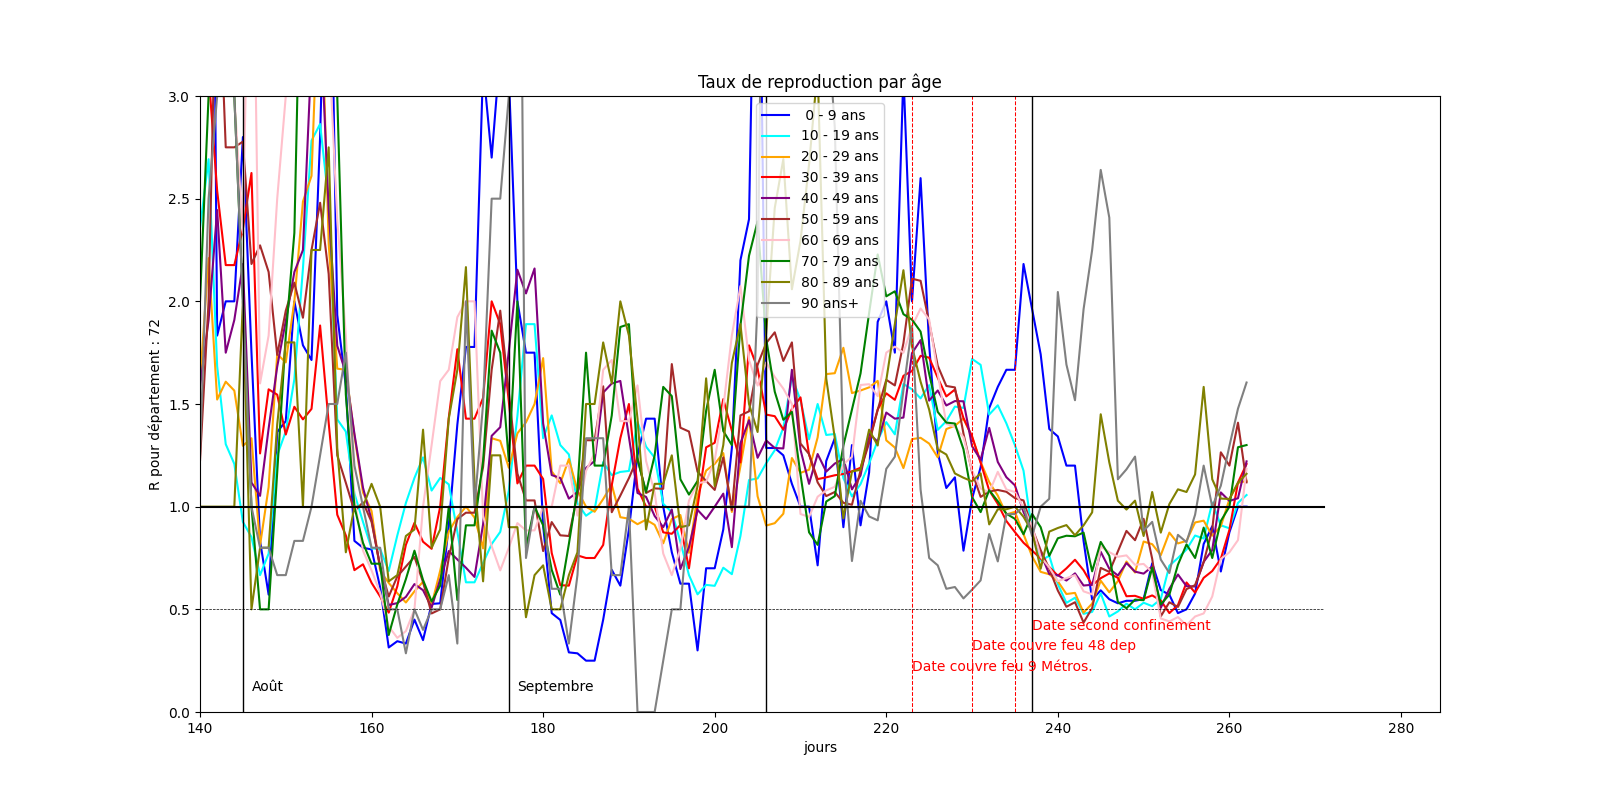 Taux de reproduction par âge
R pour département : 72
3.0
2.5
2.0
1.5
1.0
0.5
0.0
0 - 9 ans
10 - 19 ans
20 - 29 ans
30 - 39 ans
40 - 49 ans
50 - 59 ans
60 - 69 ans
70 - 79 ans
80 - 89 ans
90 ans+
Date second confinement
Date couvre feu 48 dep
Date couvre feu 9 Métros.
Août
Septembre
140
160
180
200
220
240
260
280
jours